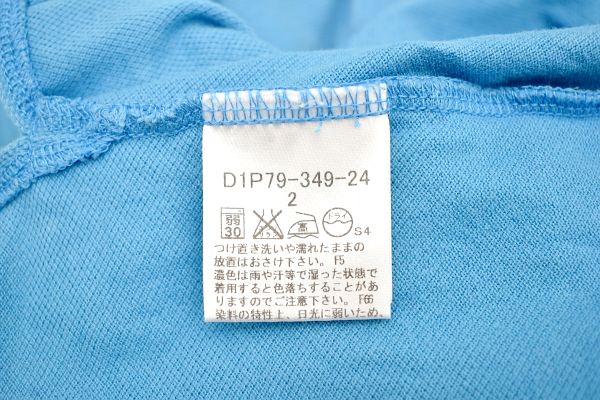 D1P79-349-24
2
弱
30
エンソ
高
ドライ
S4
つけ置き洗いや濡れたままの
放置はおさけ下さい。F5
濃色は雨や汗等で湿った状態で
着用すると色落ちすることがあ
りますのでご注意下さい。F66
染料の特性上、日光に弱いため、